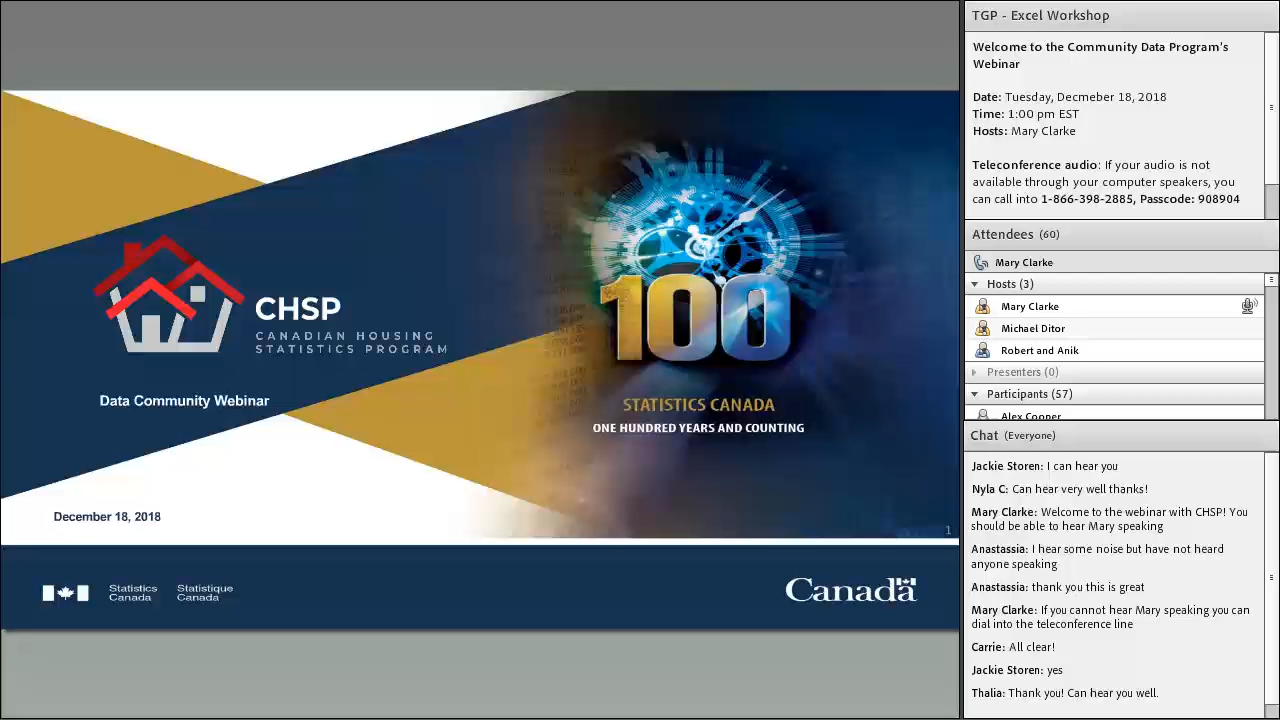 CHSP
CANADIAN HOUSING
STATISTICS PROGRAM
Data Community Webinar
December 18, 2018
100
STATISTICS CANADA
ONE HUNDRED YEARS AND COUNTING
1
Statistics
Canada
Statistique
Canada
Canada
TGP - Excel Workshop
Welcome to the Community Data Program's
Webinar
Date: Tuesday, Decmeber 18, 2018
Time: 1:00 pm EST
Hosts: Mary Clarke
Teleconference audio: If your audio is not
available through your computer speakers, you
can call into 1-866-398-2885, Passcode: 908904
Attendees (60)
Mary Clarke
Hosts (3)
Mary Clarke
Michael Ditor
Robert and Anik
Presenters (0)
Participants (57)
Alex Cooper
Chat (Everyone)
Jackie Storen: I can hear you
Nyla C: Can hear very well thanks!
Mary Clarke: Welcome to the webinar with CHSP! You
should be able to hear Mary speaking
Anastassia: I hear some noise but have not heard
anyone speaking
Anastassia: thank you this is great
Mary Clarke: If you cannot hear Mary speaking you can
dial into the teleconference line
Carrie: All clear!
Jackie Storen: yes
Thalia: Thank you! Can hear you well.